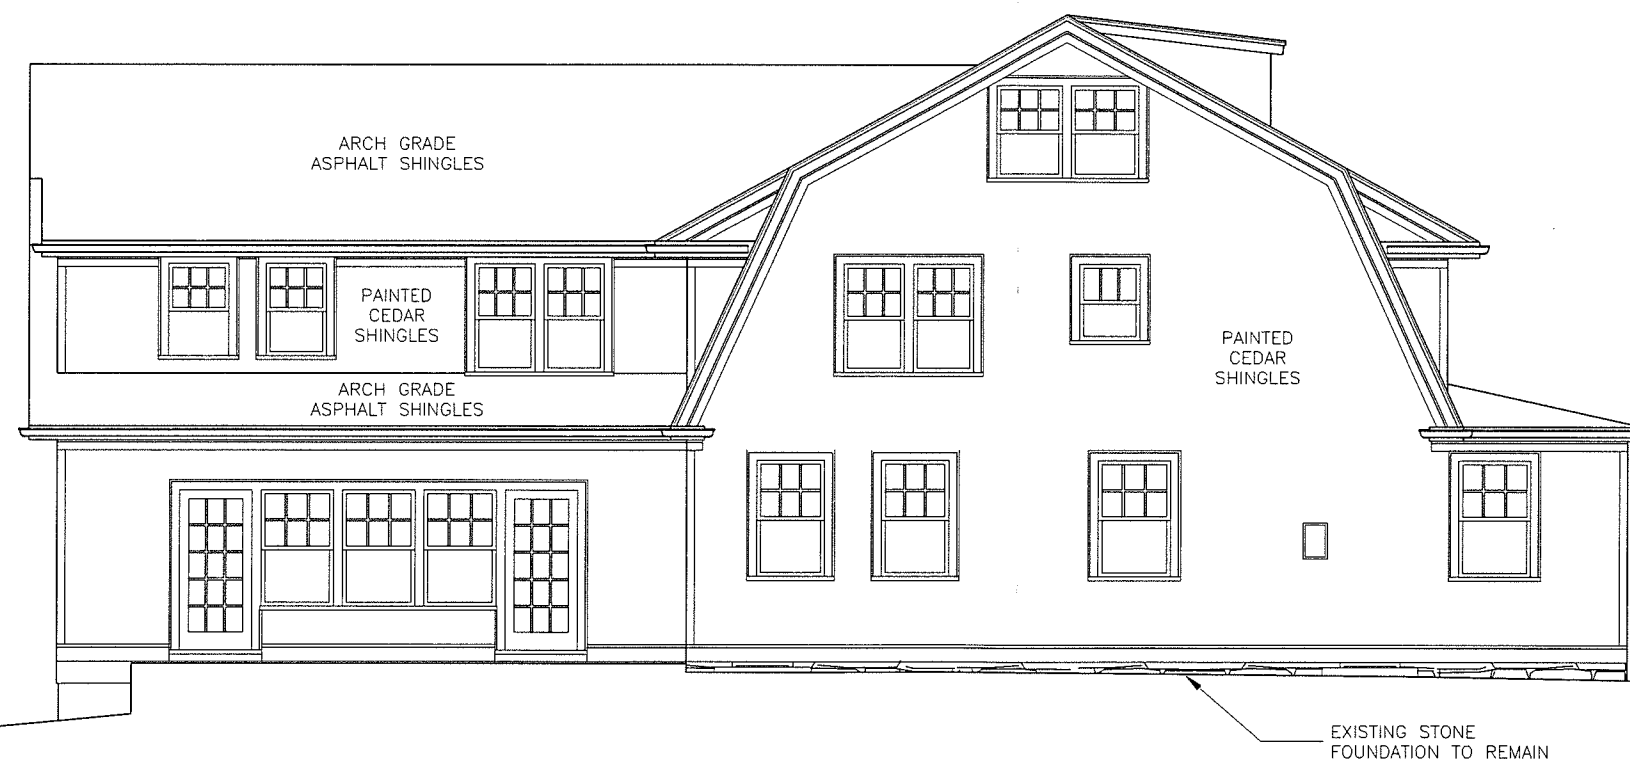 ARCH GRADE
ASPHALT SHINGLES
PAINTED
CEDAR
SHINGLES
ARCH GRADE
ASPHALT SHINGLES
PAINTED
CEDAR
SHINGLES
EXISTING STONE
FOUNDATION TO REMAIN